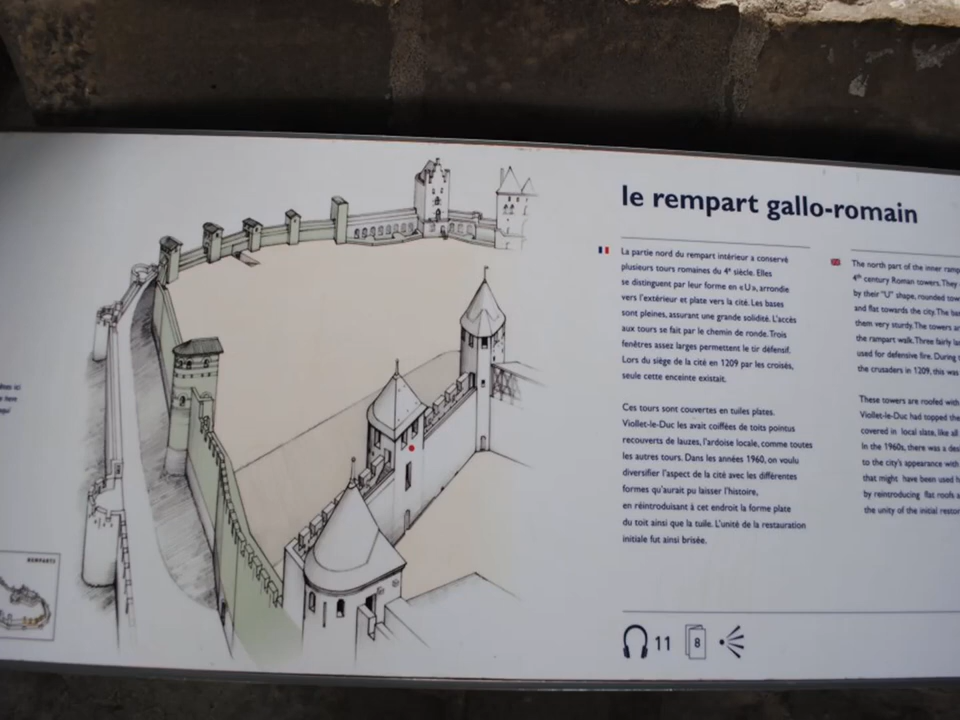 le rempart gallo-romain
La partie nord du rempart intérieur a conservé
plusieurs tours romaines du 4e siècle. Elles
se distinguent par leur forme en « U », arrondie
vers l'extérieur et plate vers la cité. Les bases
sont pleines, assurant une grande solidité. L'accès
aux tours se fait par le chemin de ronde. Trois
fenêtres assez larges permettent le tir défensif.
Lors du siège de la cité en 1209 par les croisés,
seule cette enceinte existait.
Ces tours sont couvertes en tuiles plates.
Viollet-le-Duc les avait coiffées de toits pointus
recouverts de lauzes, l'ardoise locale, comme toutes
les autres tours. Dans les années 1960, on voulu
diversifier l'aspect de la cité avec les différentes
formes qu'aurait pu laisser l'histoire,
en réintroduisant à cet endroit la forme plate
du toit ainsi que la tuile. L'unité de la restauration
initiale fut ainsi brisée.
The north part of the inner
4th century Roman towers. They
by their "U" shape, rounded
and flat towards the city. The
them very sturdy. The towers
the rampart walk. Three fairly
used for defensive fire. During
the crusaders in 1209, this was
These towers are roofed with
Viollet-le-Duc had topped the
covered in local slate, like all
In the 1960s, there was a
to the city's appearance with
that might have been used
by reintroducing flat roofs
the unity of the initial
REMPARTS
11
8